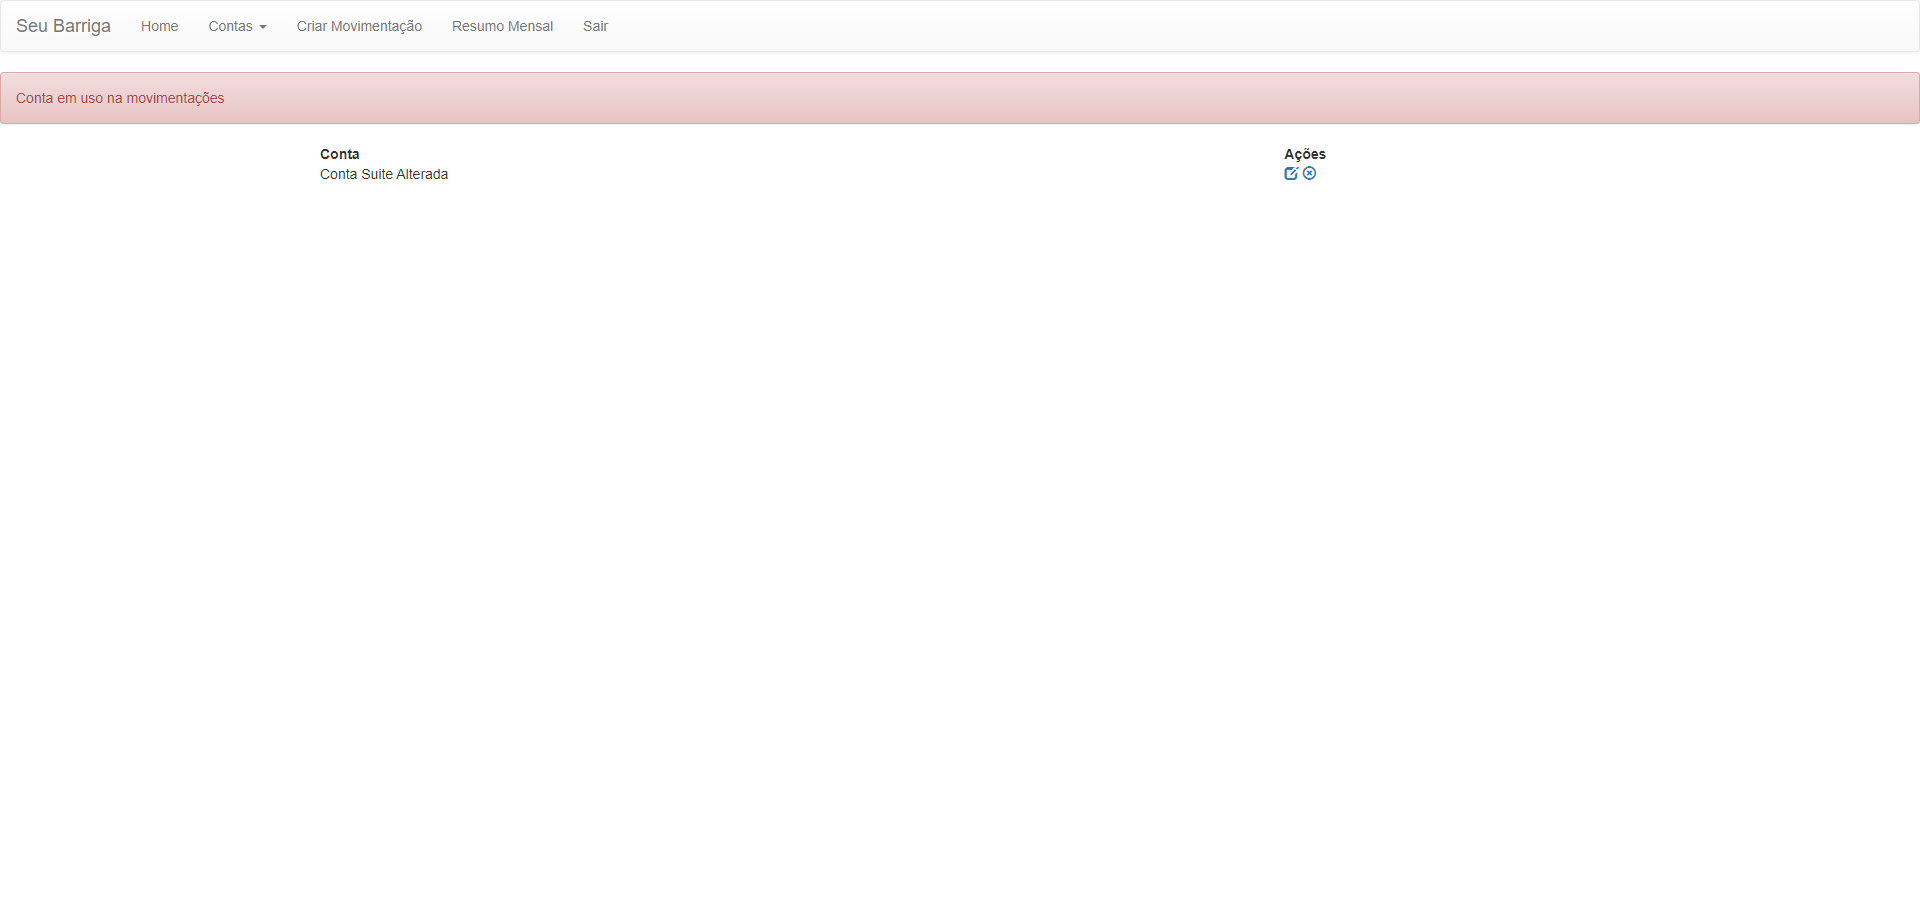 Seu Barriga Home Contas Criar Movimentação Resumo Mensal Sair
Conta em uso na movimentações
Conta Ações
Conta Suite Alterada